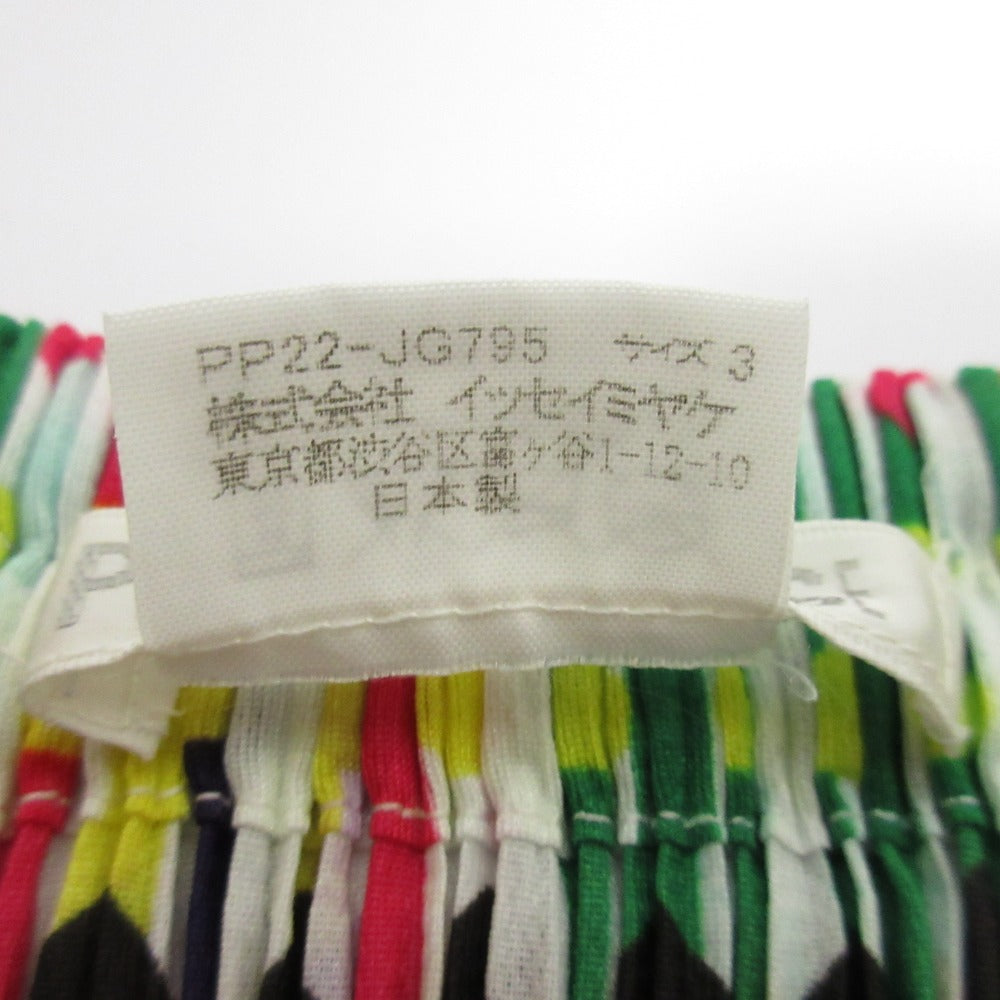 PP22-JG795 サイズ 3
株式会社 イッセイミヤケ
東京都渋谷区富ヶ谷1-12-10
日本製